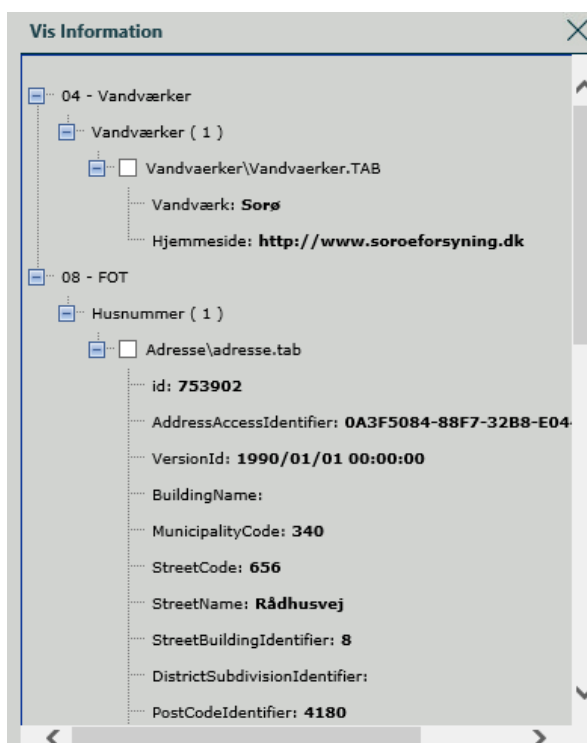 Vis Information
04 - Vandværker
Vandværker ( 1 )
Vandvaerker\Vandvaerker.TAB
Vandværk: Sorø
Hjemmeside: http://www.soroeforsyning.dk
08 - FOT
Husnummer ( 1 )
Adresse\adresse.tab
id: 753902
AddressAccessIdentifier: 0A3F5084-88F7-32B8-E04
VersionId: 1990/01/01 00:00:00
BuildingName:
MunicipalityCode: 340
StreetCode: 656
StreetName: Rådhusvej
StreetBuildingIdentifier: 8
DistrictSubdivisionIdentifier:
PostCodeIdentifier: 4180